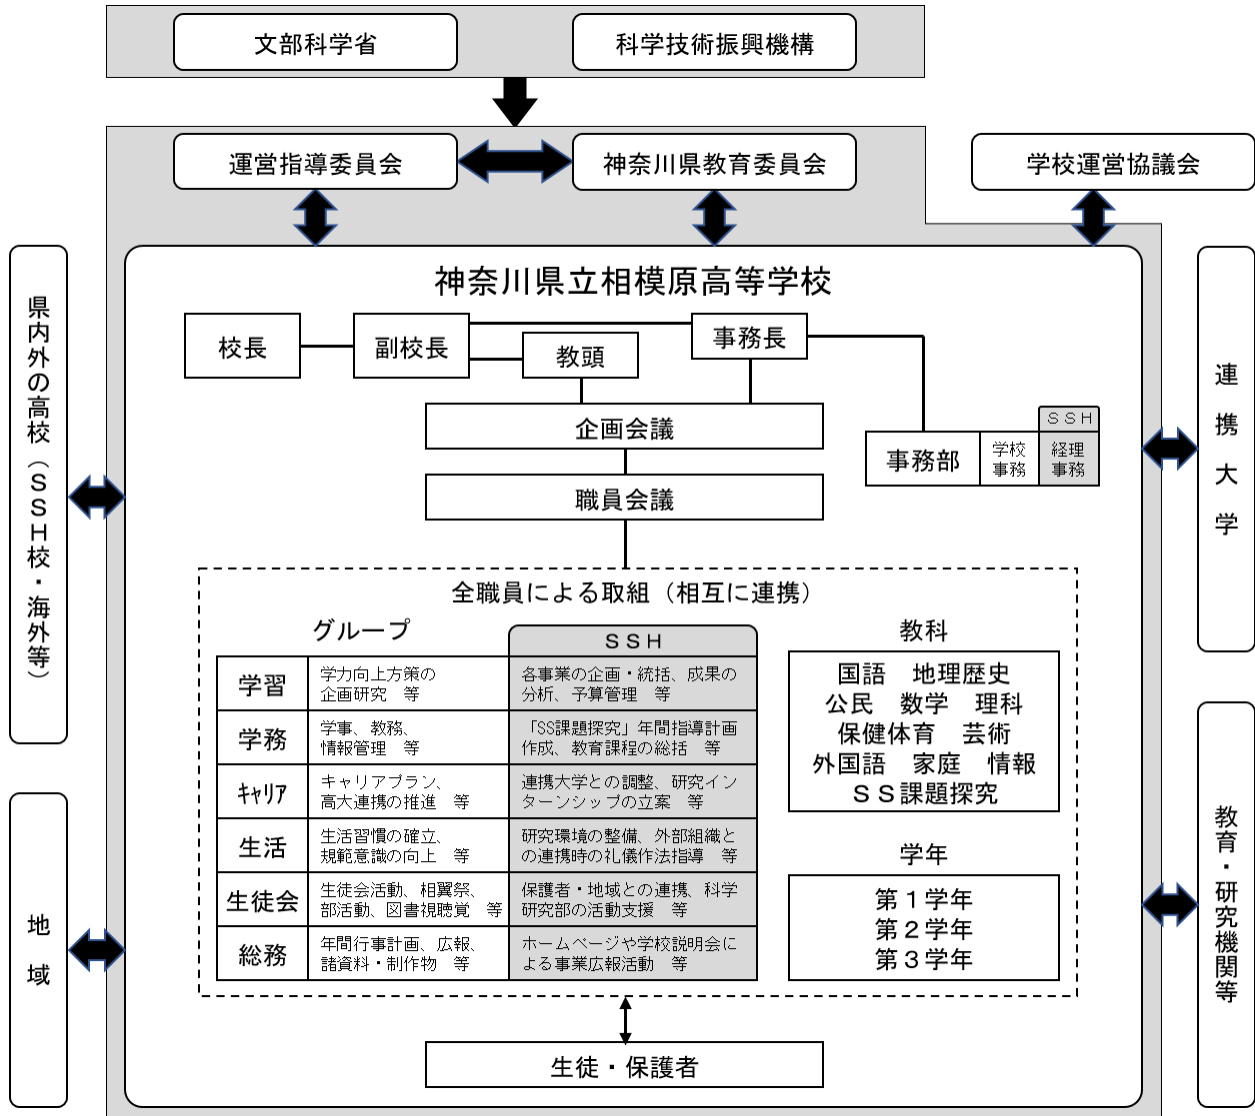 文部科学省
科学技術振興機構
運営指導委員会
神奈川県教育委員会
学校運営協議会
県内外の高校（ＳＳＨ校・海外等）
地域
連携大学
教育・研究機関等
神奈川県立相模原高等学校
校長
副校長
教頭
事務長
企画会議
職員会議
事務部
学校
事務
ＳＳＨ
経理
事務
全職員による取組（相互に連携）
グループ
ＳＳＨ
学習
学力向上方策の
企画研究　等
各事業の企画・統括、成果の
分析、予算管理　等
学務
学事、教務、
情報管理　等
「SS課題探究」年間指導計画
作成、教育課程の総括　等
ｷｬﾘｱ
キャリアプラン、
高大連携の推進　等
連携大学との調整、研究イン
ターンシップの立案　等
生活
生活習慣の確立、
規範意識の向上　等
研究環境の整備、外部組織と
の連携時の礼儀作法指導　等
生徒会
生徒会活動、相翼祭、
部活動、図書視聴覚　等
保護者・地域との連携、科学
研究部の活動支援　等
総務
年間行事計画、広報、
諸資料・制作物　等
ホームページや学校説明会に
よる事業広報活動　等
教科
国語　地理歴史
公民　数学　理科
保健体育　芸術
外国語　家庭　情報
ＳＳ課題探究
学年
第１学年
第２学年
第３学年
生徒・保護者